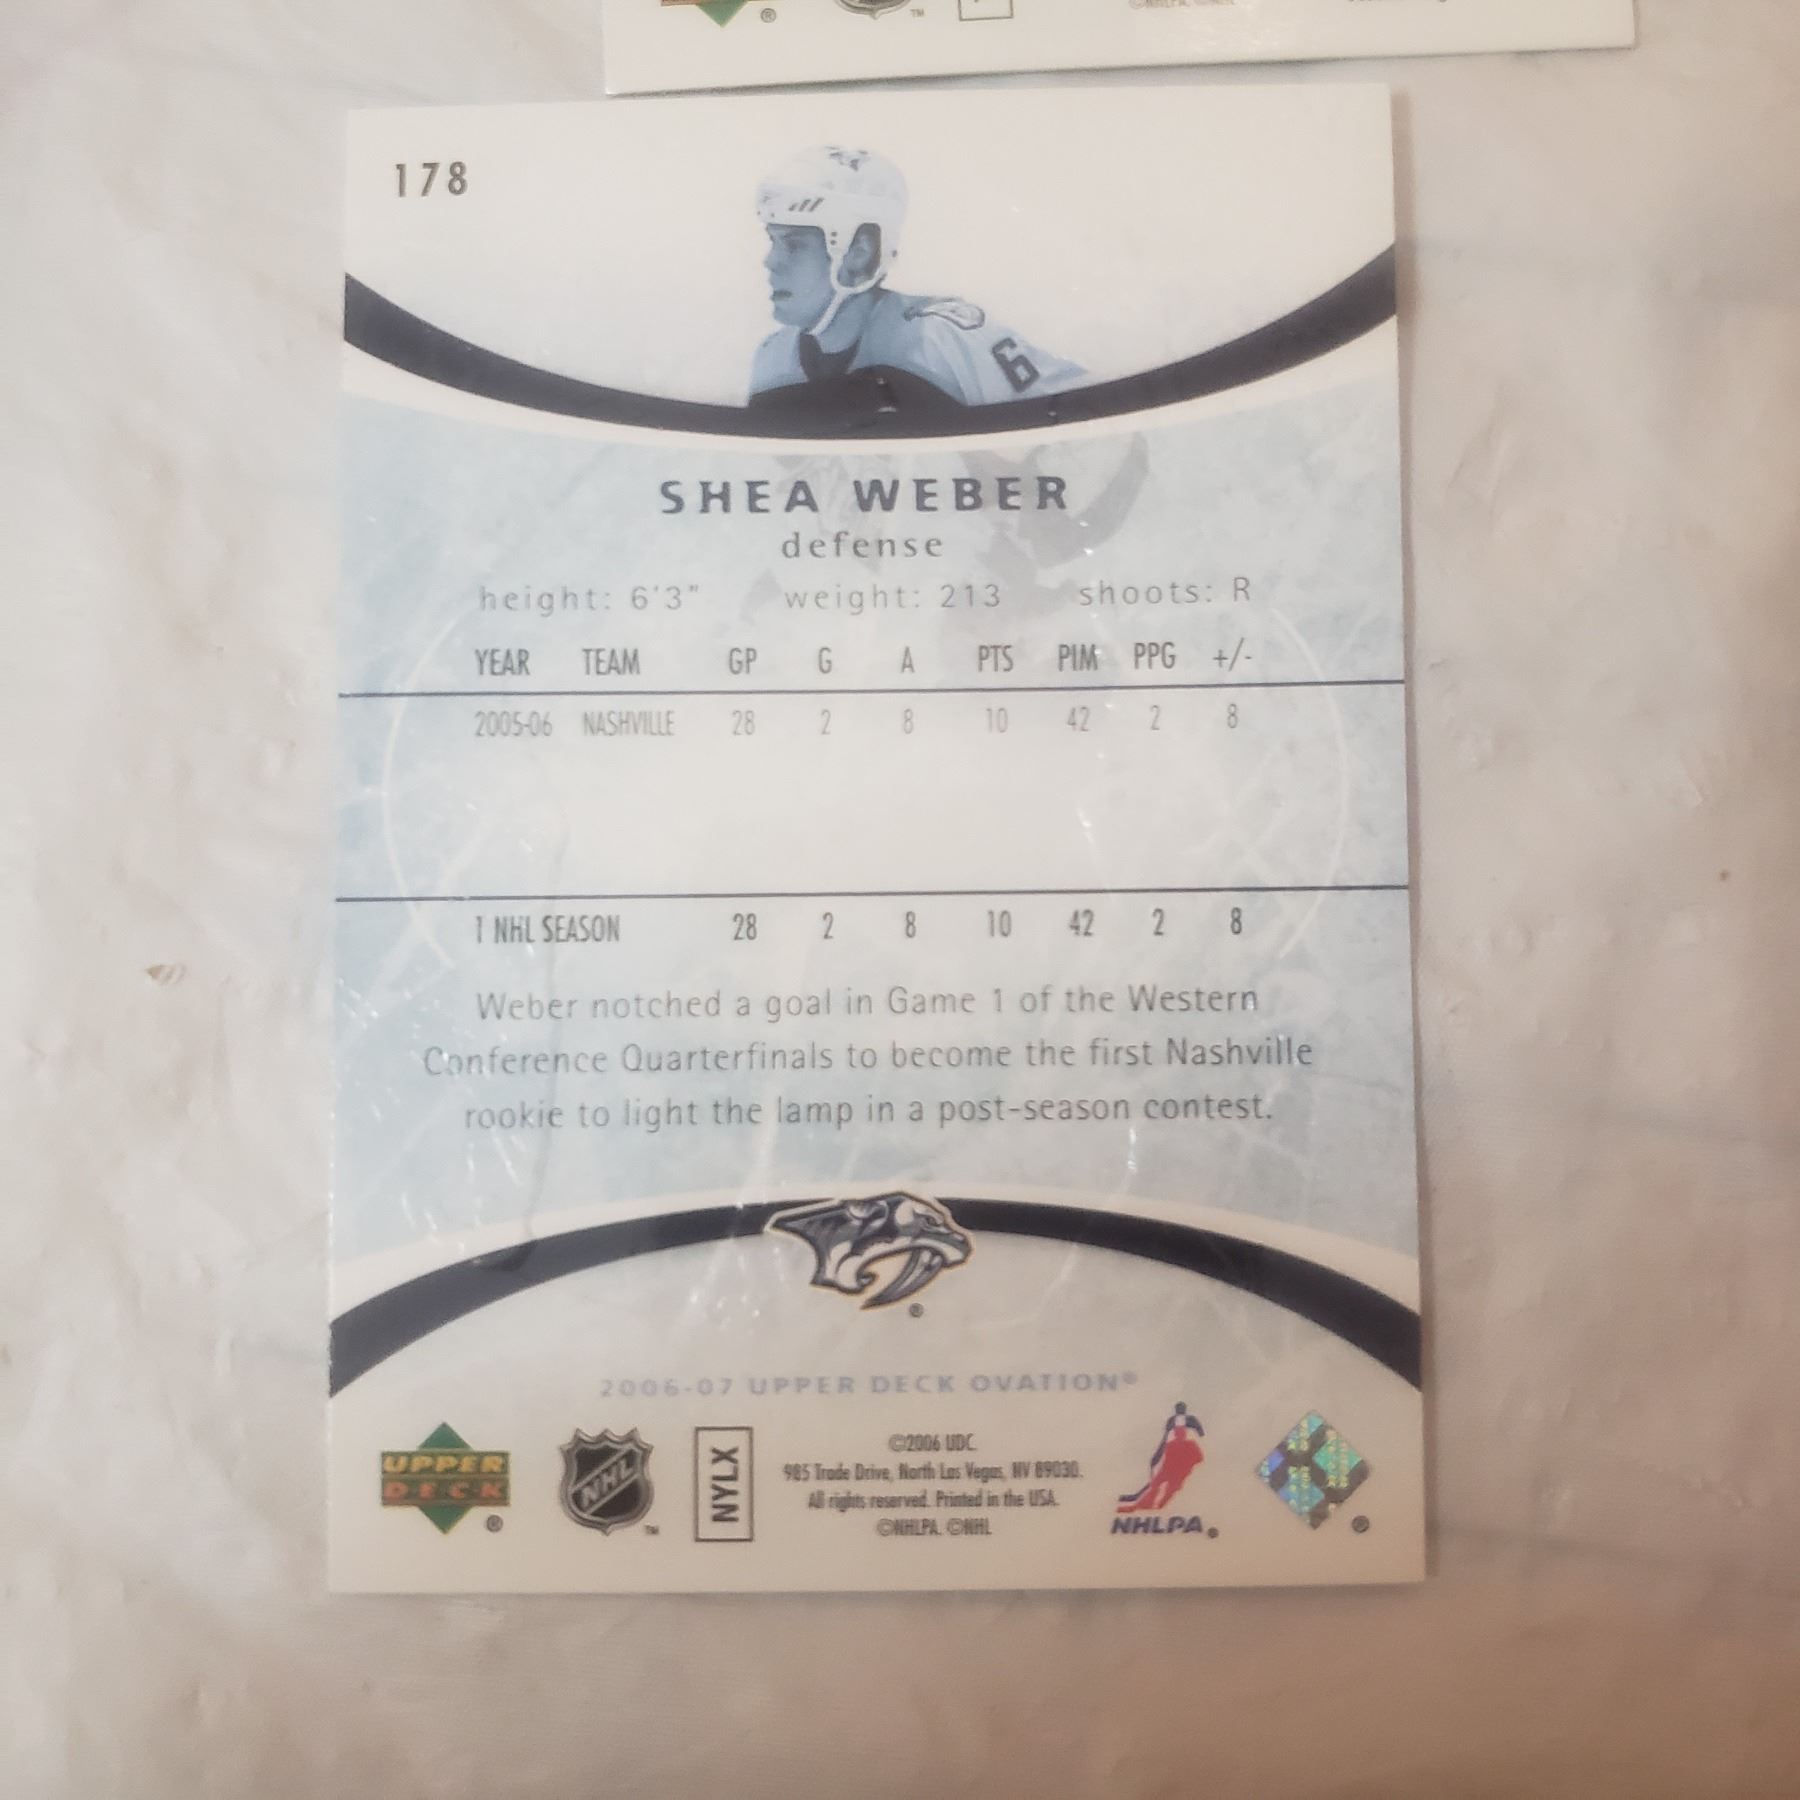 178
6
SHEA WEBER
defense
height: 6'3" weight: 213 shoots: R
YEAR TEAM GP G A PTS PIM PPG +/-
2005-06 NASHVILLE 28 2 8 10 42 2 8
1 NHL SEASON 28 2 8 10 42 2 8
Weber notched a goal in Game 1 of the Western
Conference Quarterfinals to become the first Nashville
rookie to light the lamp in a post-season contest.
®
2006-07 UPPER DECK OVATION®
UPPER
DECK
®
NHL
™
NYLX
©2006 UDC.
985 Trade Drive, North Las Vegas, NV 89030.
All rights reserved. Printed in the USA.
©NHLPA. ©NHL
NHLPA®
®